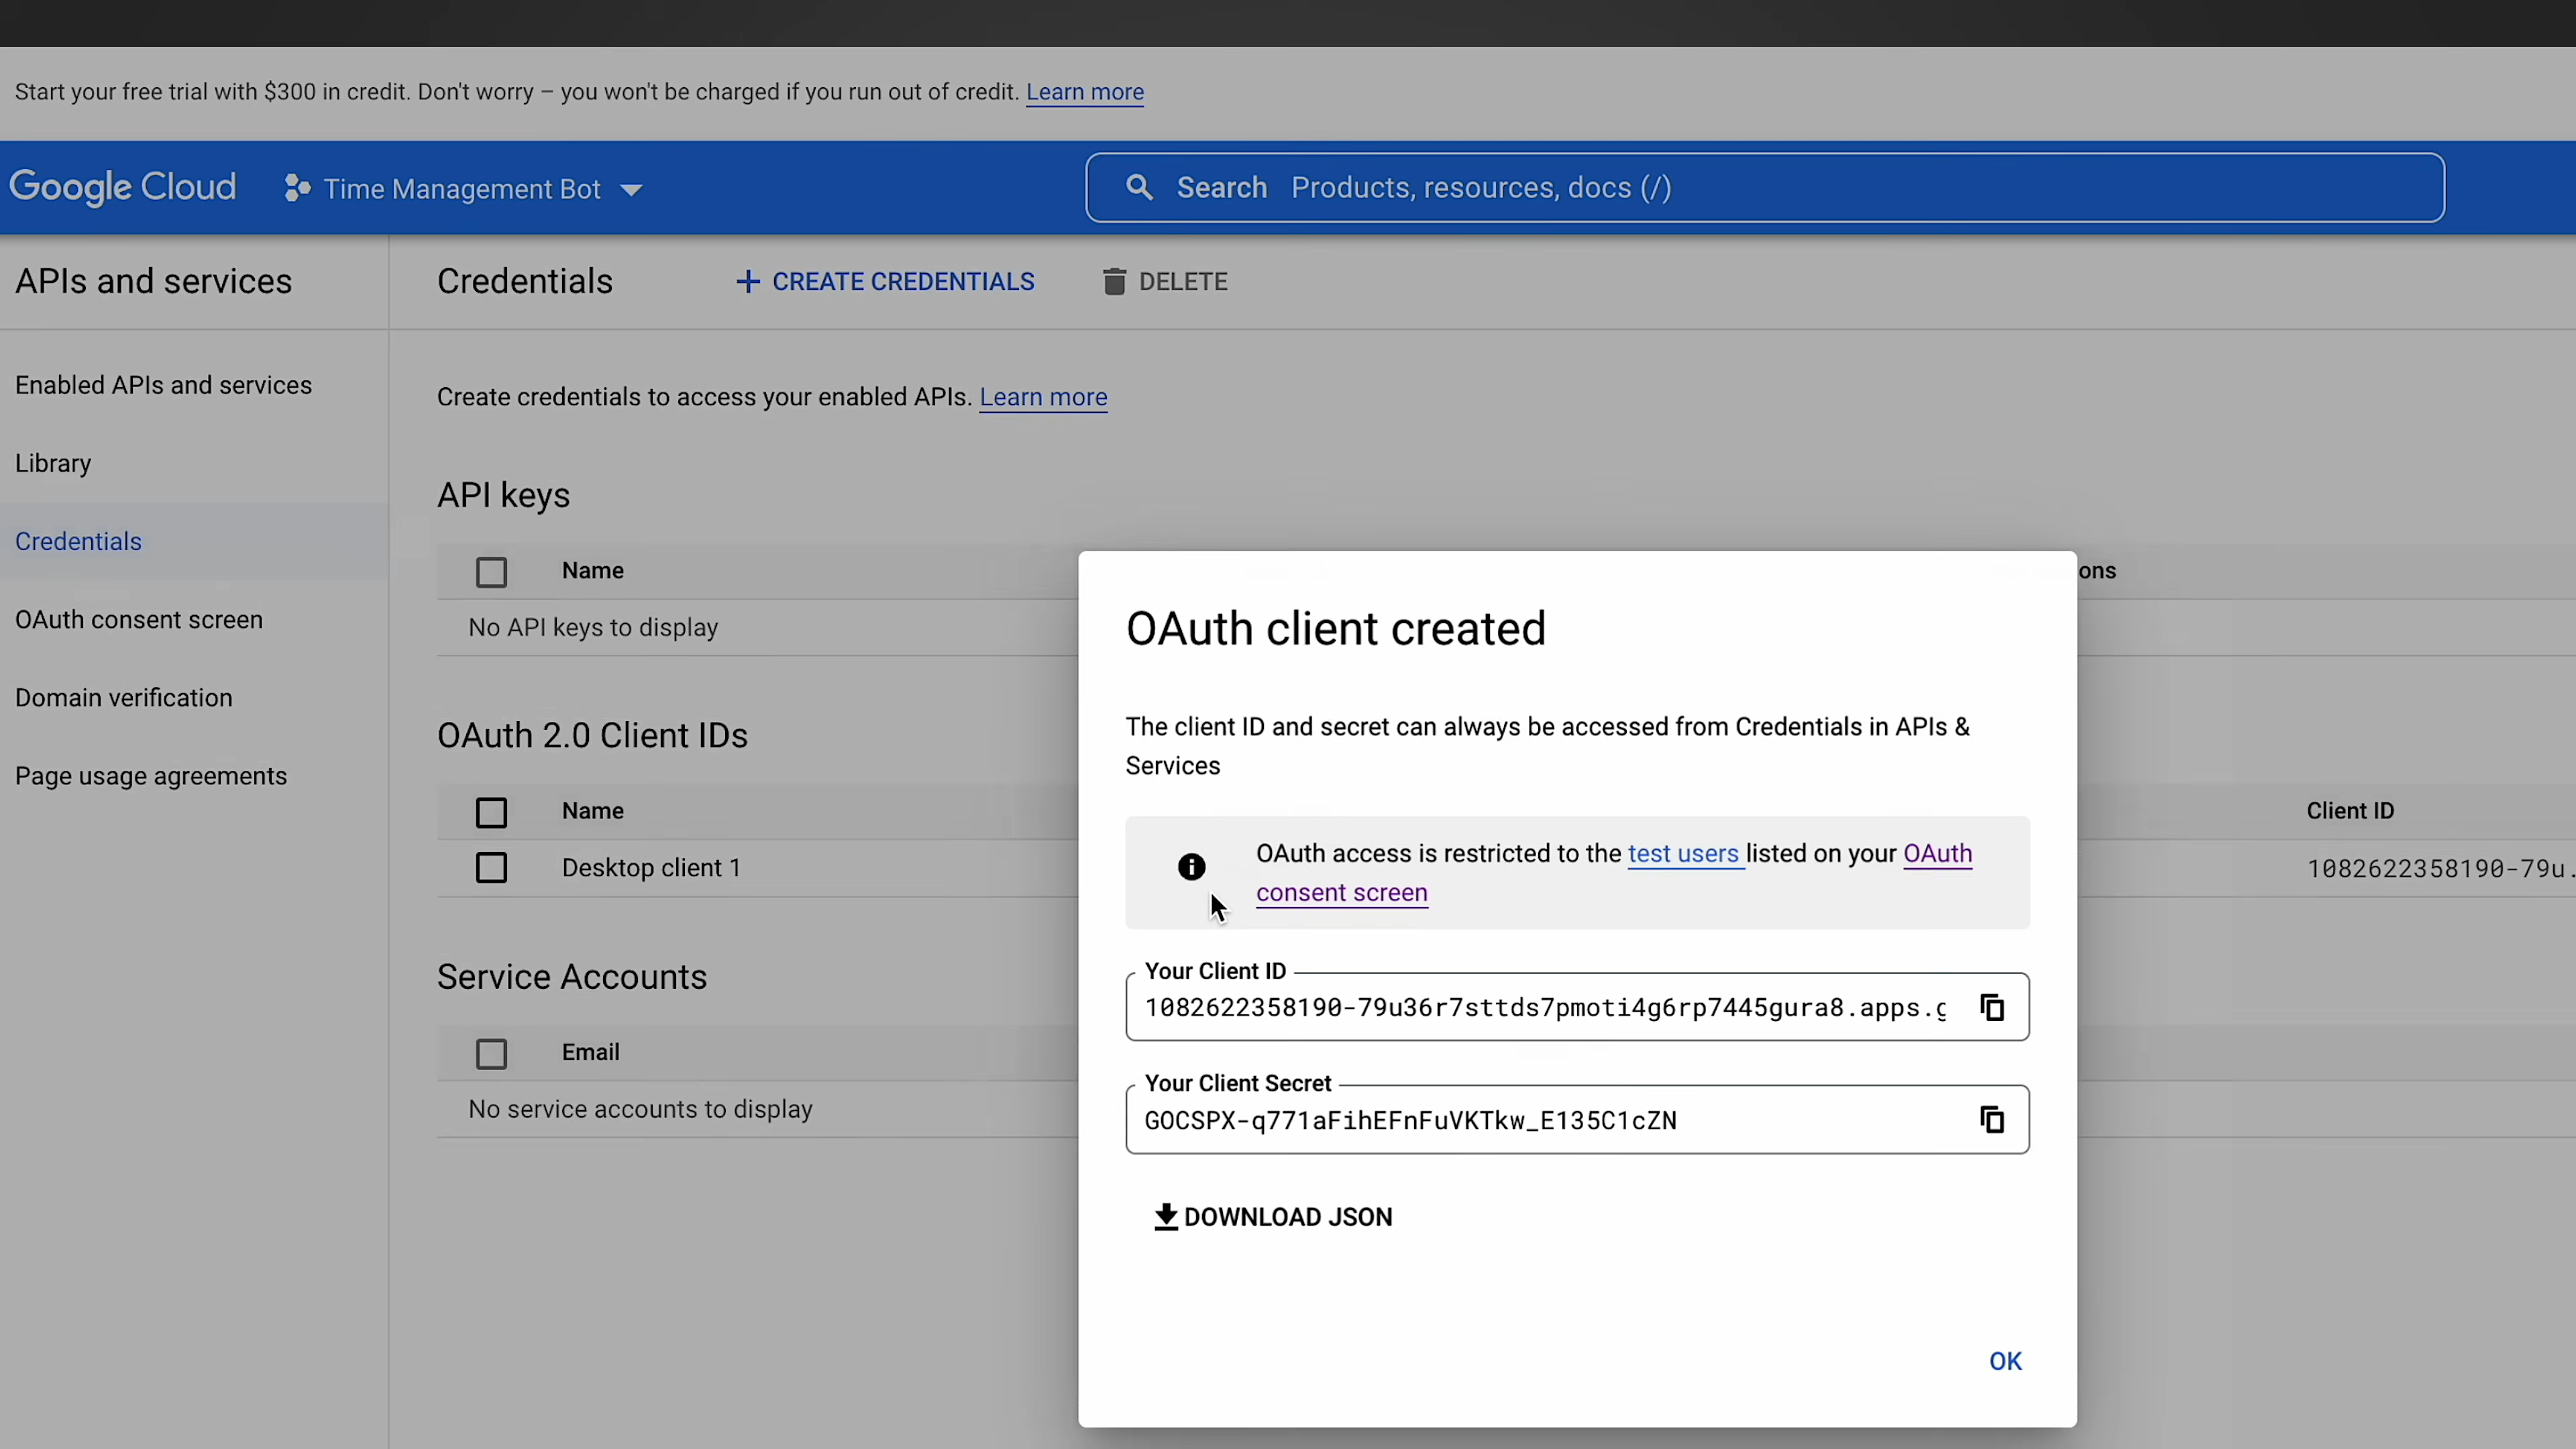 Start your free trial with $300 in credit. Don't worry – you won't be charged if you run out of credit. Learn more
Google Cloud
Time Management Bot
Search Products, resources, docs (/)
APIs and services
Credentials
CREATE CREDENTIALS
DELETE
Enabled APIs and services
Library
Credentials
OAuth consent screen
Domain verification
Page usage agreements
Create credentials to access your enabled APIs. Learn more
API keys
Name
ons
No API keys to display
OAuth 2.0 Client IDs
Name
Client ID
Desktop client 1
1082622358190-79u.
Service Accounts
Email
No service accounts to display
OAuth client created
The client ID and secret can always be accessed from Credentials in APIs &
Services
OAuth access is restricted to the test users listed on your OAuth
consent screen
Your Client ID
1082622358190-79u36r7sttds7pmoti4g6rp7445gura8.apps.g
Your Client Secret
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
DOWNLOAD JSON
OK